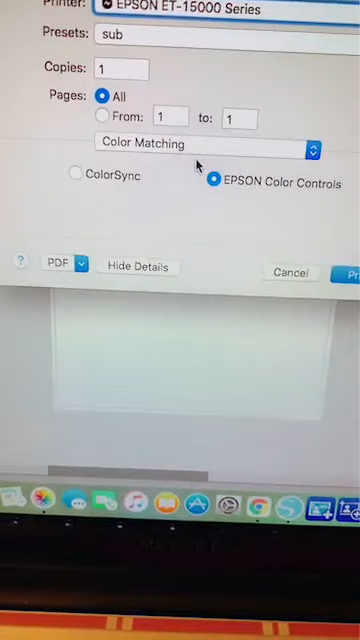 Printer: EPSON ET-15000 Series
Presets: sub
Copies: 1
Pages: All
From: 1 to: 1
Color Matching
ColorSync EPSON Color Controls
? PDF Hide Details Cancel Pr